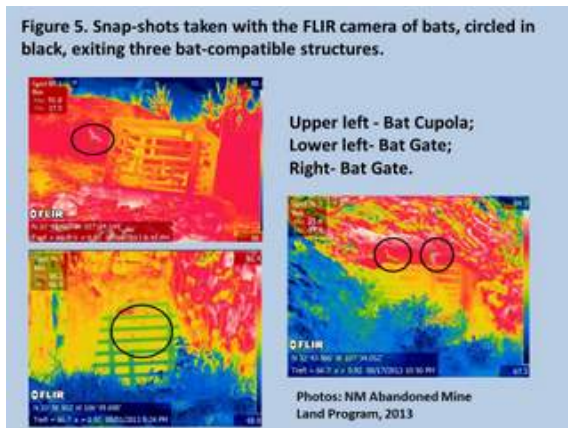 Figure 5. Snap-shots taken with the FLIR camera of bats, circled in
black, exiting three bat-compatible structures.
Upper left - Bat Cupola;
Lower left- Bat Gate;
Right- Bat Gate.
FLIR
FLIR
FLIR
Photos: NM Abandoned Mine
Land Program, 2013